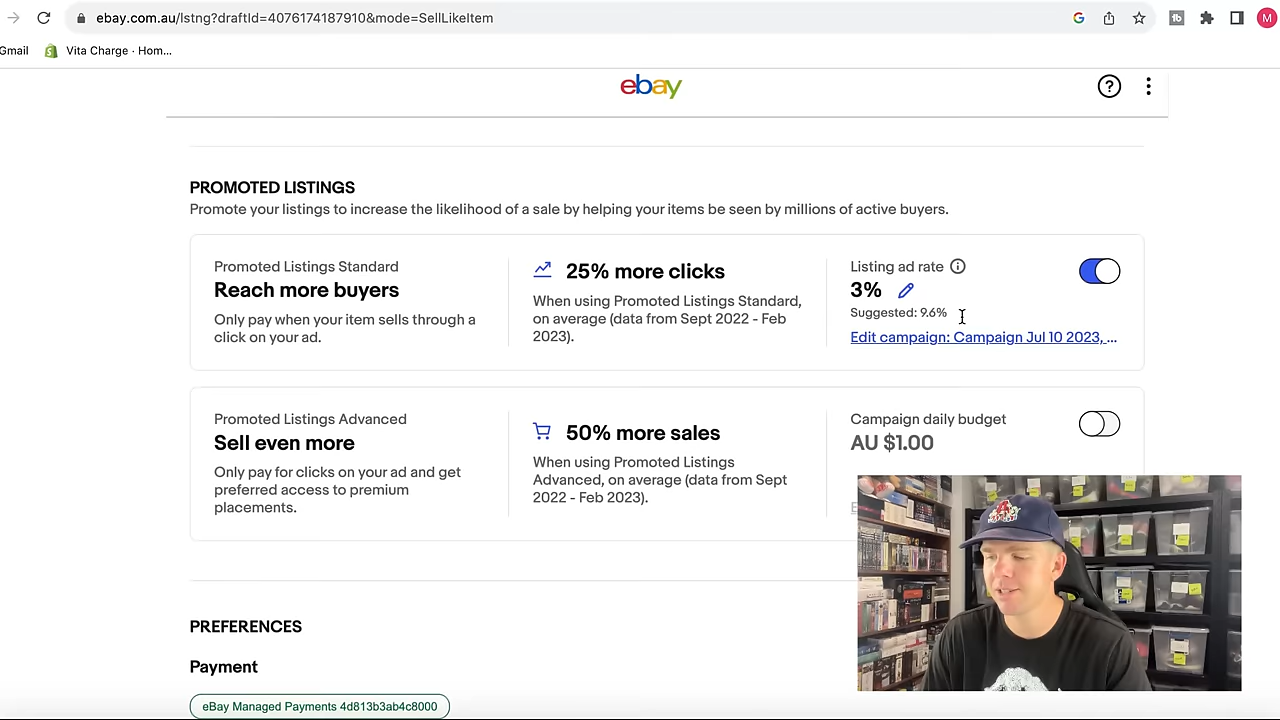 ebay.com.au/lstng?draftId=4076174187910&mode=SellLikeItem
Gmail
Vita Charge · Hom...
ebay
PROMOTED LISTINGS
Promote your listings to increase the likelihood of a sale by helping your items be seen by millions of active buyers.
Promoted Listings Standard
Reach more buyers
Only pay when your item sells through a
click on your ad.
25% more clicks
When using Promoted Listings Standard,
on average (data from Sept 2022 - Feb
2023).
Listing ad rate
3%
Suggested: 9.6%
Edit campaign: Campaign Jul 10 2023, ...
Promoted Listings Advanced
Sell even more
Only pay for clicks on your ad and get
preferred access to premium
placements.
50% more sales
When using Promoted Listings
Advanced, on average (data from Sept
2022 - Feb 2023).
Campaign daily budget
AU $1.00
PREFERENCES
Payment
eBay Managed Payments 4d813b3ab4c8000